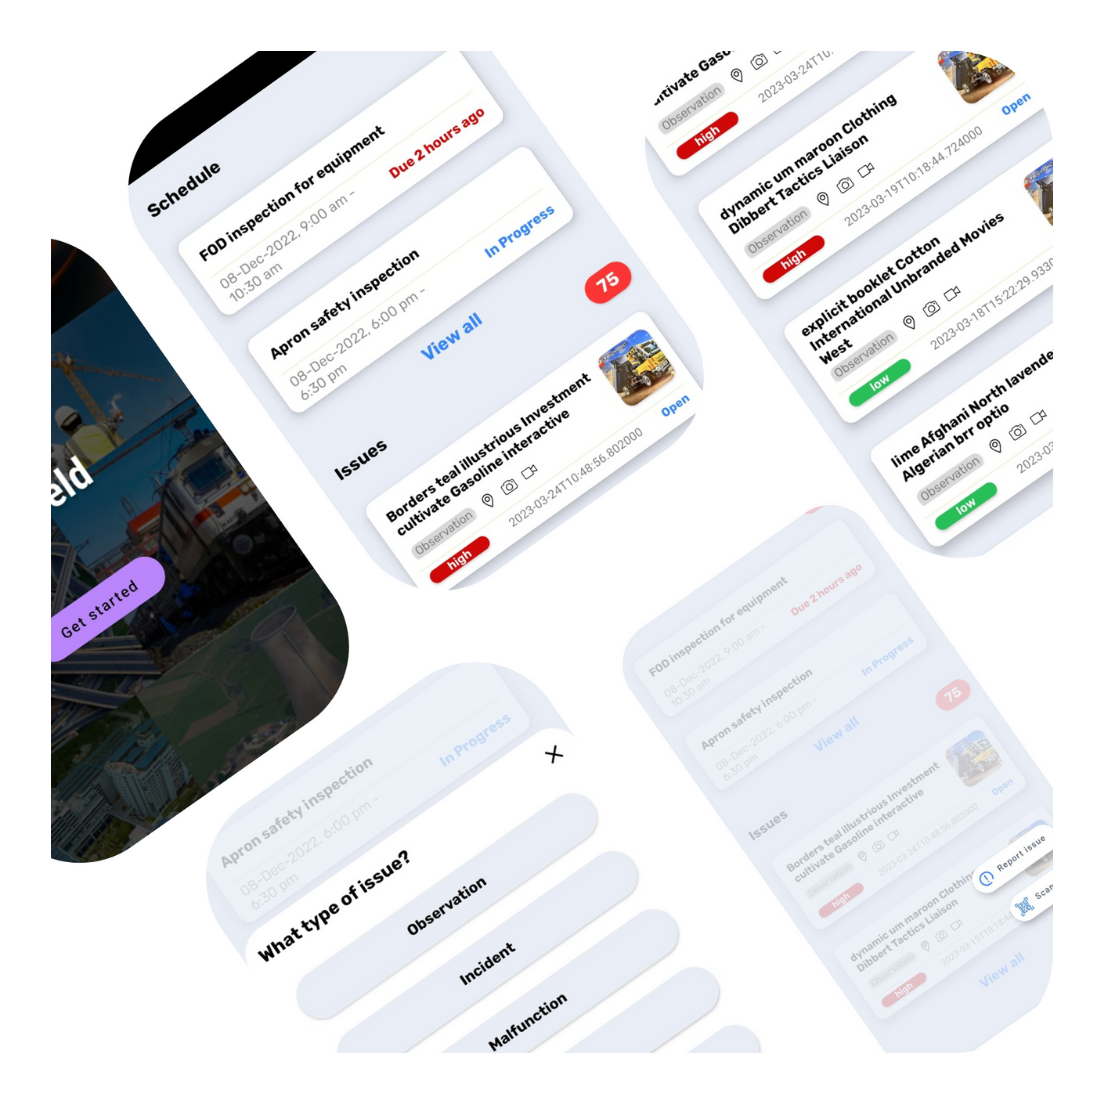 Schedule
FOD inspection for equipment
08-Dec-2022, 9:00 am -
10:30 am
Due 2 hours ago
Apron safety inspection
08-Dec-2022, 6:00 pm -
6:30 pm
In Progress
View all
75
Issues
Borders teal illustrious Investment
cultivate Gasoline interactive
Observation
2023-03-24T10:48:56.802000
high
Open
Observation
2023-03-24T10:
high
dynamic um maroon Clothing
Dibbert Tactics Liaison
Observation
2023-03-19T10:18:44.724000
high
Open
explicit booklet Cotton
International Unbranded Movies
West
Observation
2023-03-18T15:22:29.9330
low
lime Afghani North lavende
Algerian brr optio
Observation
2023-03-
low
eld
Get started
Apron safety inspection
08-Dec-2022, 6:00 pm -
6:30 pm
In Progress
What type of issue?
Observation
Incident
Malfunction
FOD inspection for equipment
08-Dec-2022, 9:00 am -
10:30 am
Due 2 hours ago
Apron safety inspection
08-Dec-2022, 6:00 pm -
6:30 pm
In Progress
View all
75
Issues
Borders teal illustrious Investment
cultivate Gasoline interactive
Observation
2023-03-24T10:48:56.802000
high
Open
dynamic um maroon Clothin
Dibbert Tactics Liaison
Observation
2023-03-19T10:18:4
high
View all
Report issue
Scan